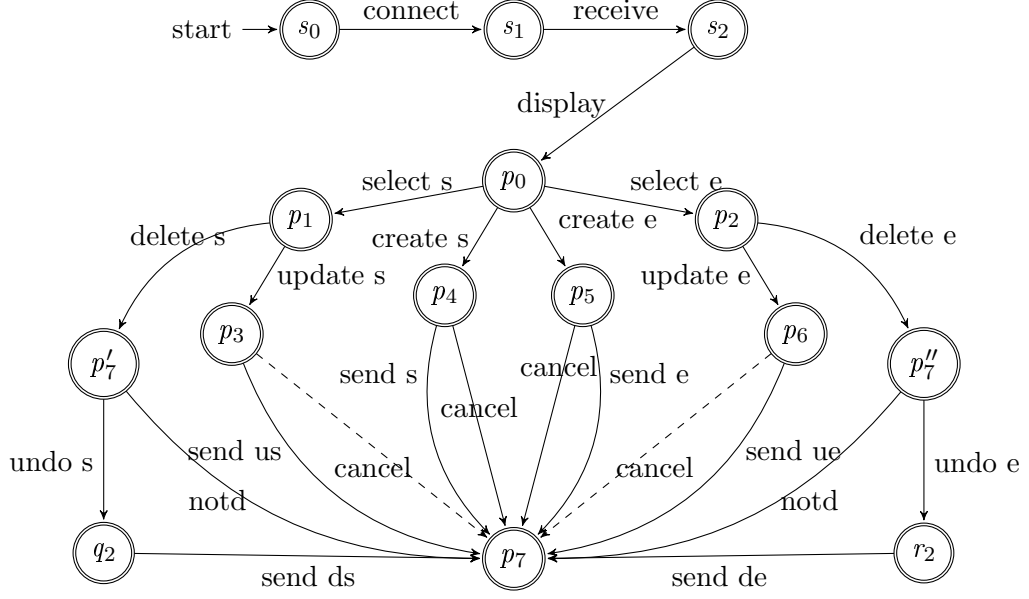 connect receive
start s₀ s₁ s₂
display
p₀
select s select e
p₁ p₂
create s create e
delete s delete e
update s update e
p₄ p₅
p₃ p₆
p₇′ p₇″
send s cancel send e
cancel
send us send ue
undo s cancel cancel undo e
notd notd
q₂ p₇ r₂
send ds send de